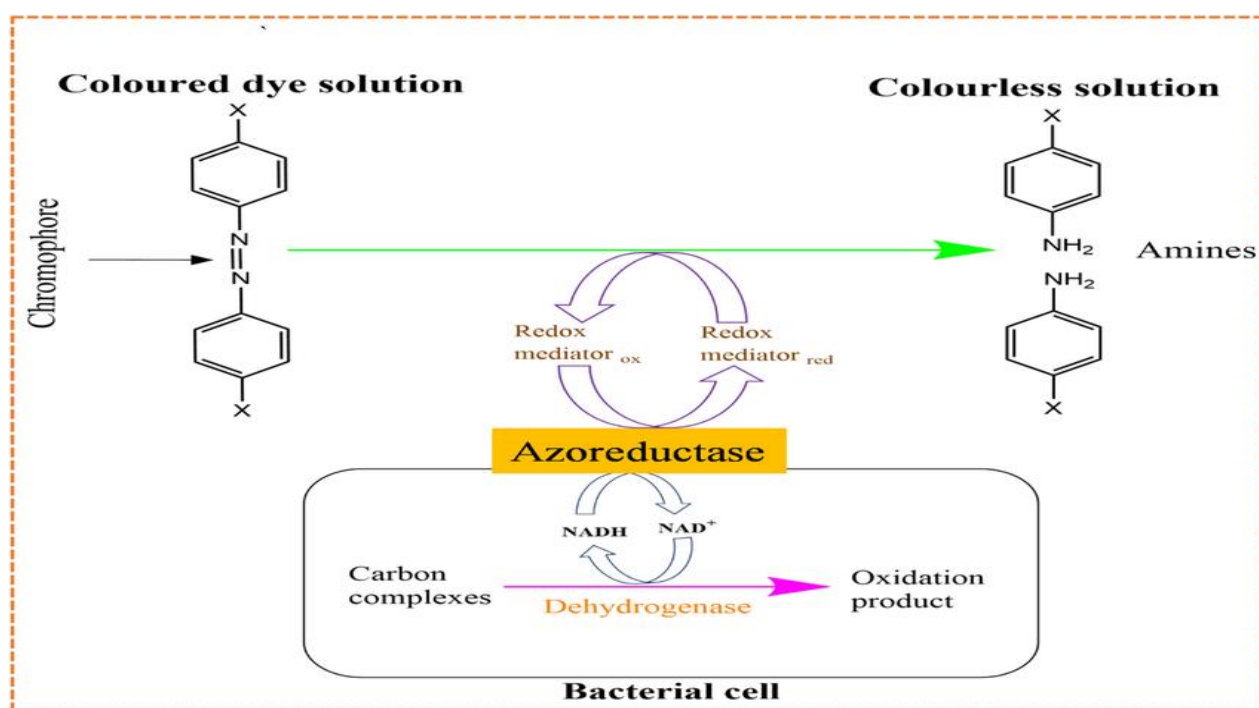 Coloured dye solution
Colourless solution
X
X
N
N
NH₂
Amines
NH₂
Chromophore
X
X
Redox
mediator ox
Redox
mediator red
Azoreductase
NADH
NAD⁺
Carbon
complexes
Dehydrogenase
Oxidation
product
Bacterial cell